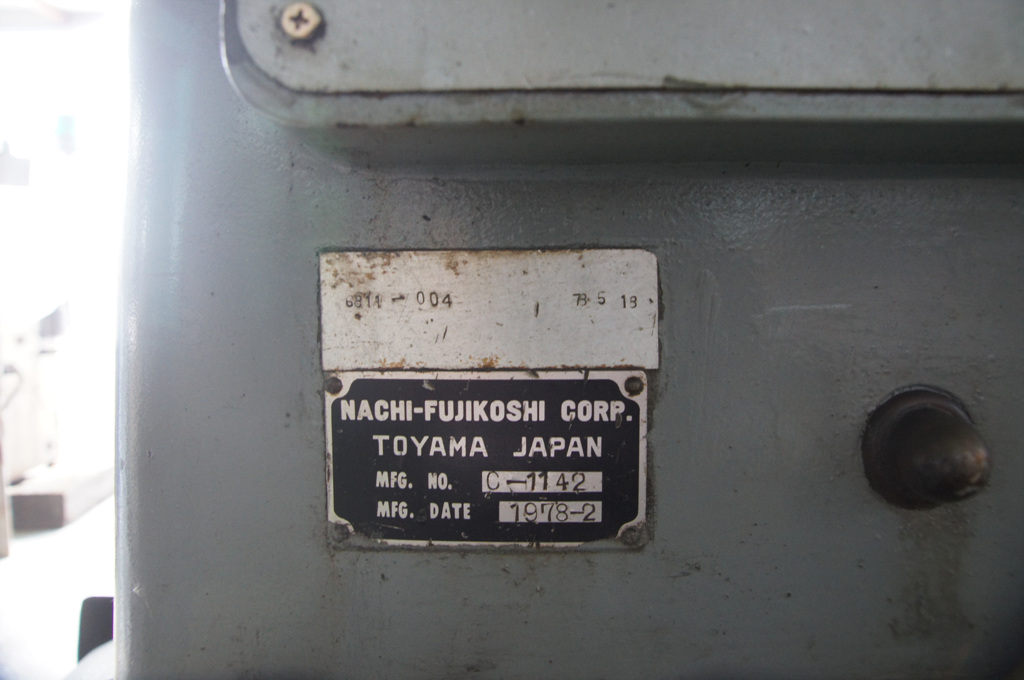 6811-004 78 5 18
NACHI-FUJIKOSHI CORP.
TOYAMA JAPAN
MFG. NO. C-1142
MFG. DATE 1978-2